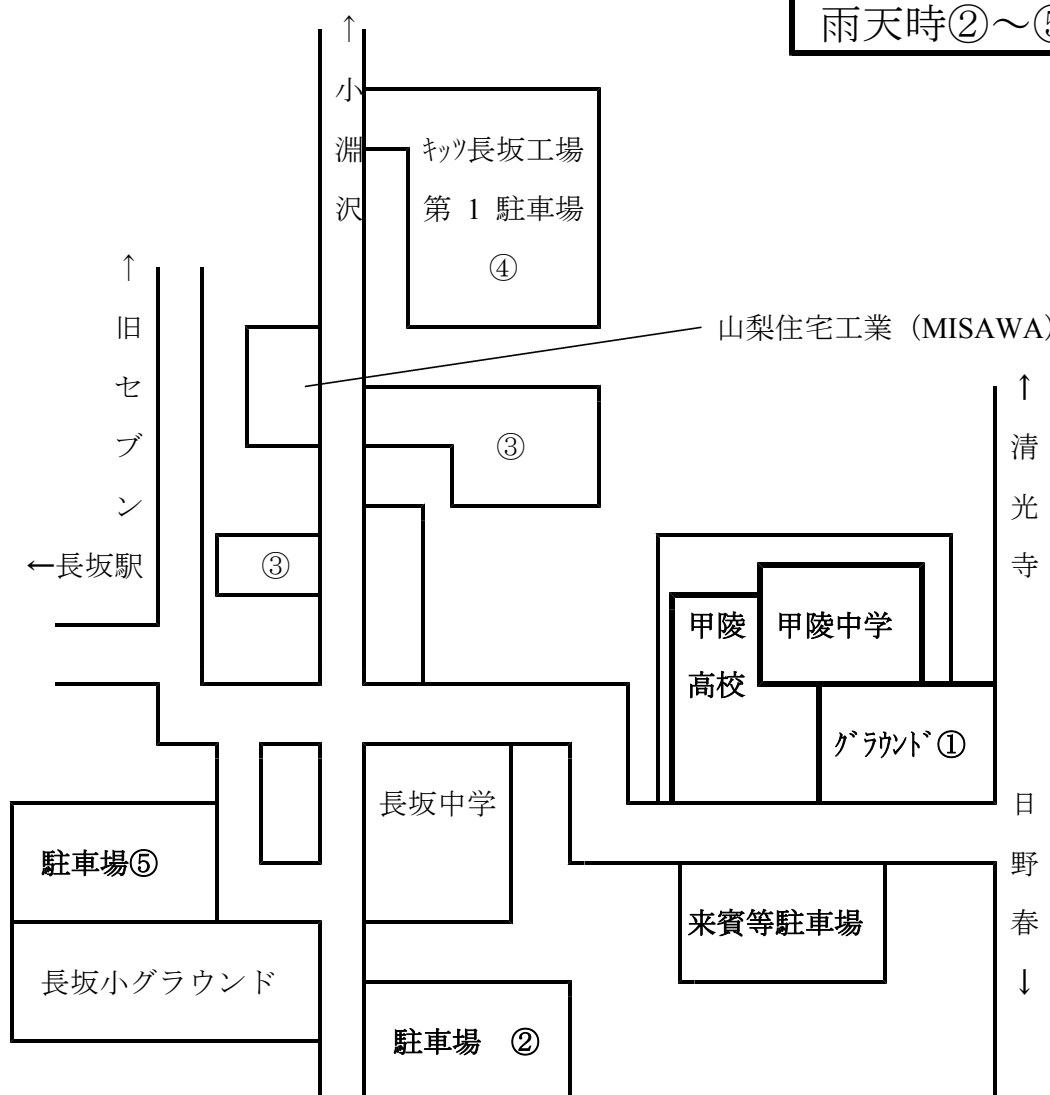 雨天時②～⑤
↑
小淵沢
ｷｯﾂ長坂工場
第 1 駐車場
④
↑
旧セブン
山梨住宅工業（MISAWA）
③
↑
清光寺
←長坂駅
③
甲陵高校
甲陵中学
ｸﾞﾗｳﾝﾄﾞ①
長坂中学
駐車場⑤
日野春
↓
来賓等駐車場
長坂小グラウンド
駐車場　②